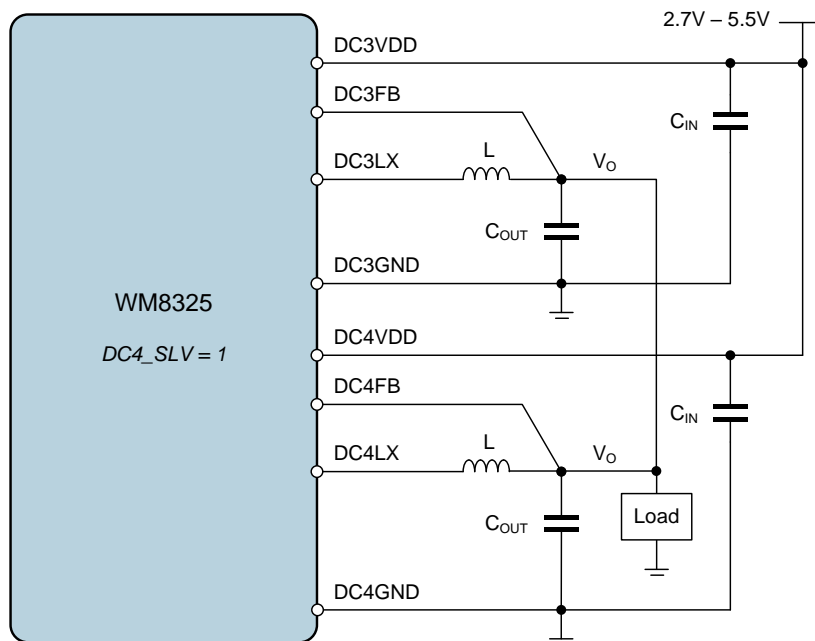 2.7V – 5.5V
DC3VDD
DC3FB
C_IN
L
DC3LX
V_O
C_OUT
DC3GND
WM8325
DC4VDD
DC4_SLV = 1
DC4FB
C_IN
L
DC4LX
V_O
C_OUT
Load
DC4GND